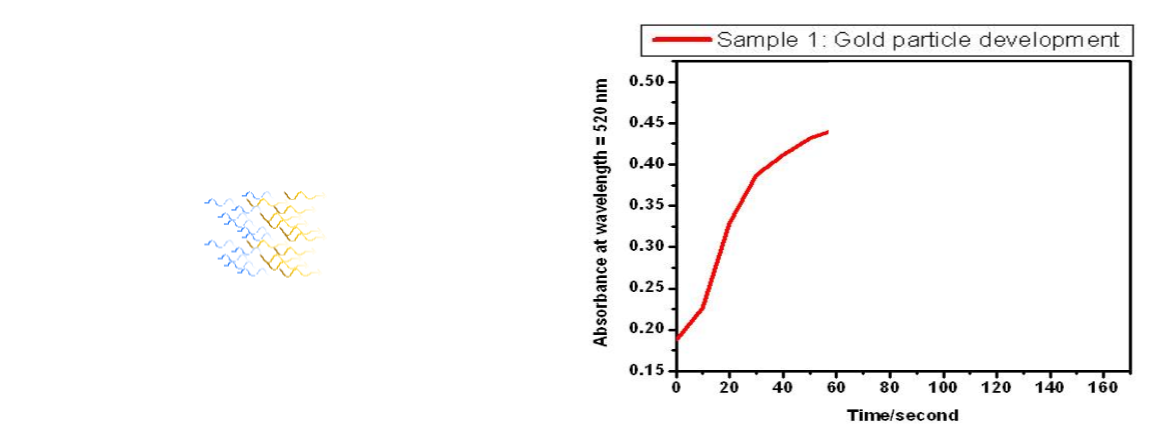 Sample 1: Gold particle development
Absorbance at wavelength = 520 nm
0.50
0.45
0.40
0.35
0.30
0.25
0.20
0.15
0 20 40 60 80 100 120 140 160
Time/second